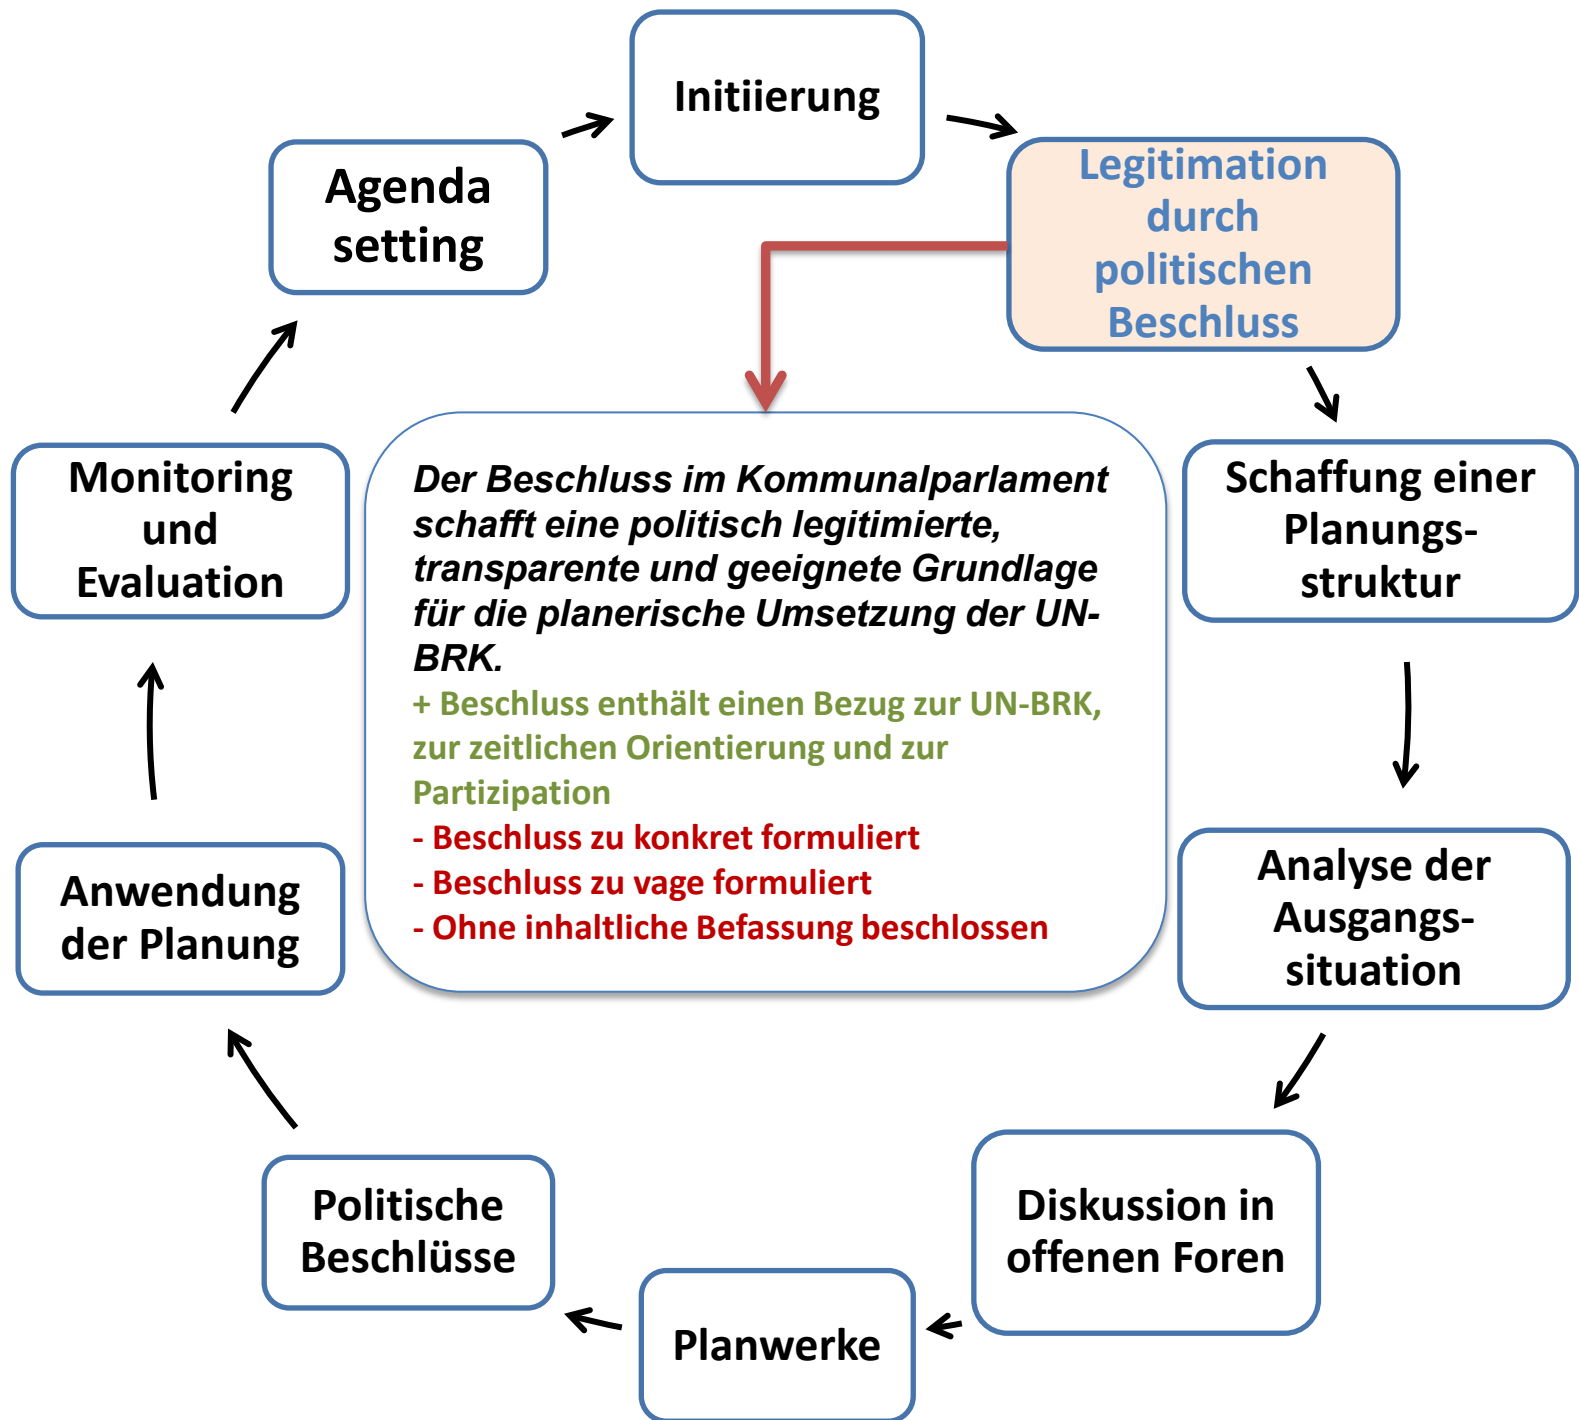 Initiierung
Legitimation
durch
politischen
Beschluss
Schaffung einer
Planungs-
struktur
Analyse der
Ausgangs-
situation
Diskussion in
offenen Foren
Planwerke
Politische
Beschlüsse
Anwendung
der Planung
Monitoring
und
Evaluation
Agenda
setting
Der Beschluss im Kommunalparlament
schafft eine politisch legitimierte,
transparente und geeignete Grundlage
für die planerische Umsetzung der UN-
BRK.
+ Beschluss enthält einen Bezug zur UN-BRK,
zur zeitlichen Orientierung und zur
Partizipation
- Beschluss zu konkret formuliert
- Beschluss zu vage formuliert
- Ohne inhaltliche Befassung beschlossen